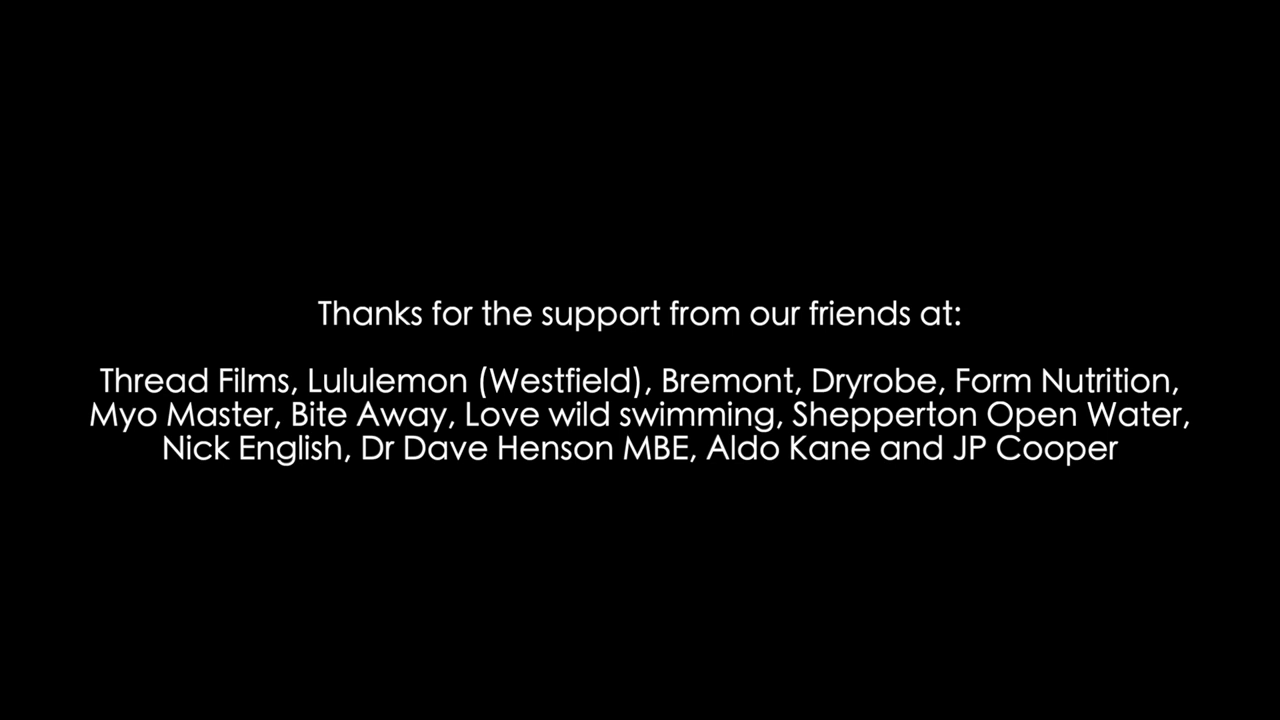 Thanks for the support from our friends at:
Thread Films, Lululemon (Westfield), Bremont, Dryrobe, Form Nutrition,
Myo Master, Bite Away, Love wild swimming, Shepperton Open Water,
Nick English, Dr Dave Henson MBE, Aldo Kane and JP Cooper